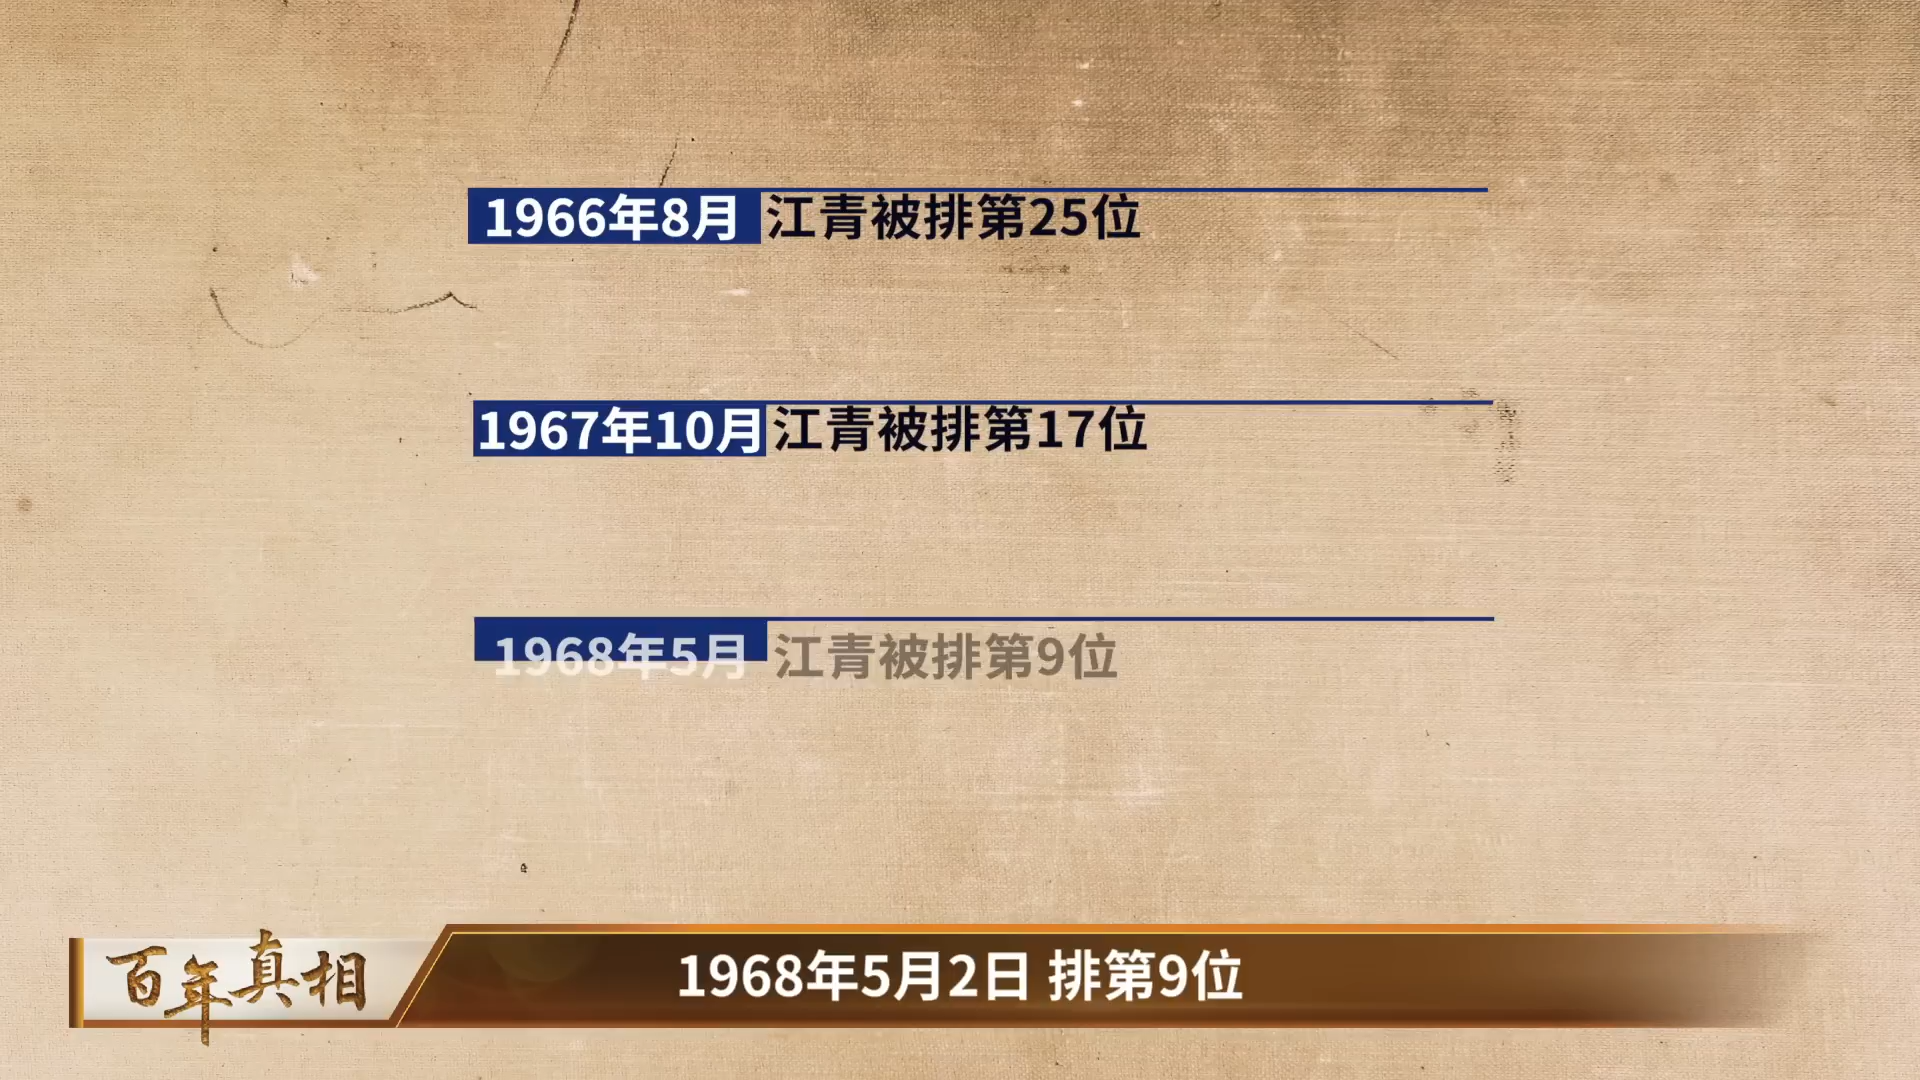 1966年8月 江青被排第25位
1967年10月 江青被排第17位
1968年5月 江青被排第9位
百年真相
1968年5月2日 排第9位